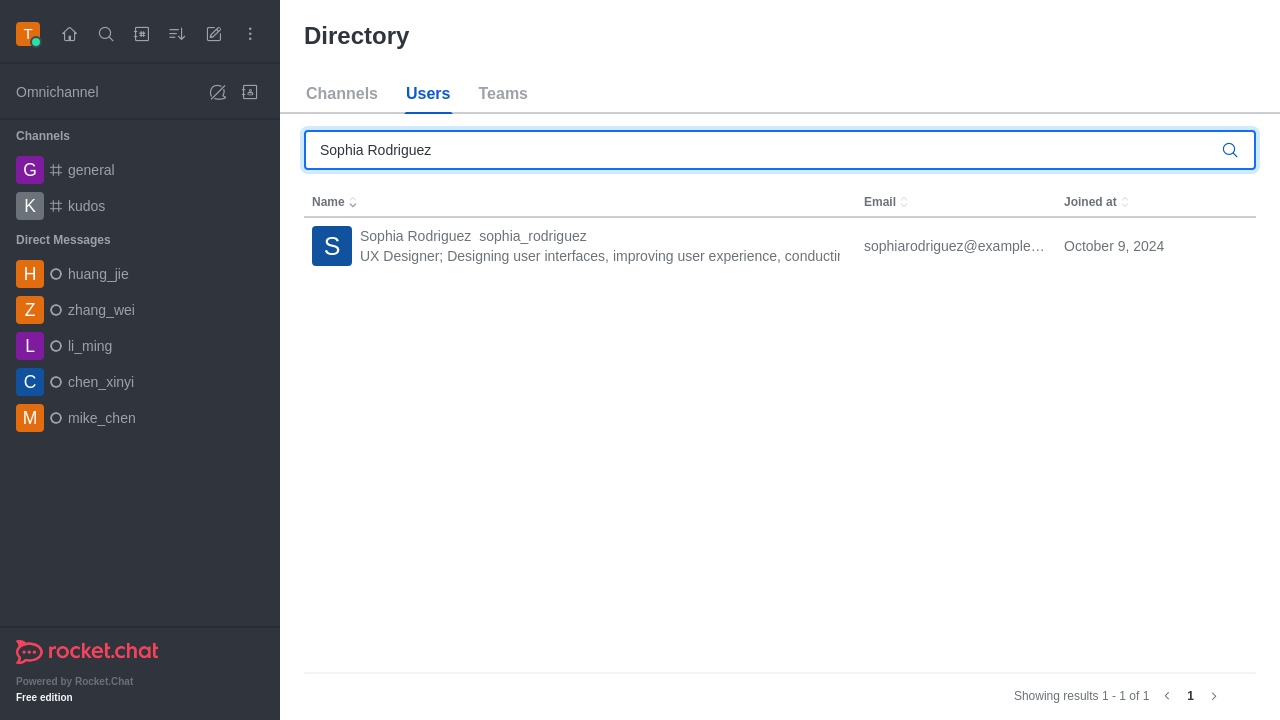 T
Omnichannel
Channels
G general
K kudos
Direct Messages
H huang_jie
Z zhang_wei
L li_ming
C chen_xinyi
M mike_chen
rocket.chat
Powered by Rocket.Chat
Free edition
Directory
Channels Users Teams
Sophia Rodriguez
Name Email Joined at
S Sophia Rodriguez sophia_rodriguez
UX Designer; Designing user interfaces, improving user experience, conductin
sophiarodriguez@example… October 9, 2024
Showing results 1 - 1 of 1 1